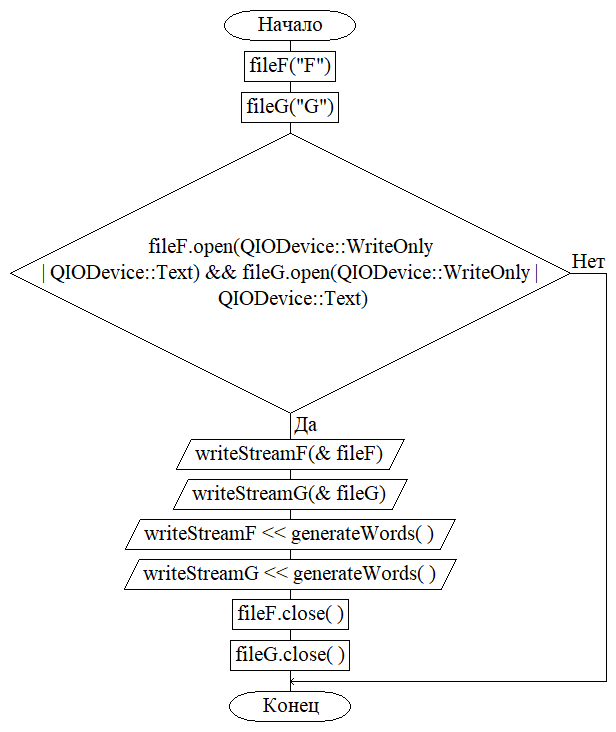 Начало
fileF("F")
fileG("G")
fileF.open(QIODevice::WriteOnly
| QIODevice::Text) && fileG.open(QIODevice::WriteOnly |
QIODevice::Text)
Нет
Да
writeStreamF(& fileF)
writeStreamG(& fileG)
writeStreamF << generateWords( )
writeStreamG << generateWords( )
fileF.close( )
fileG.close( )
Конец